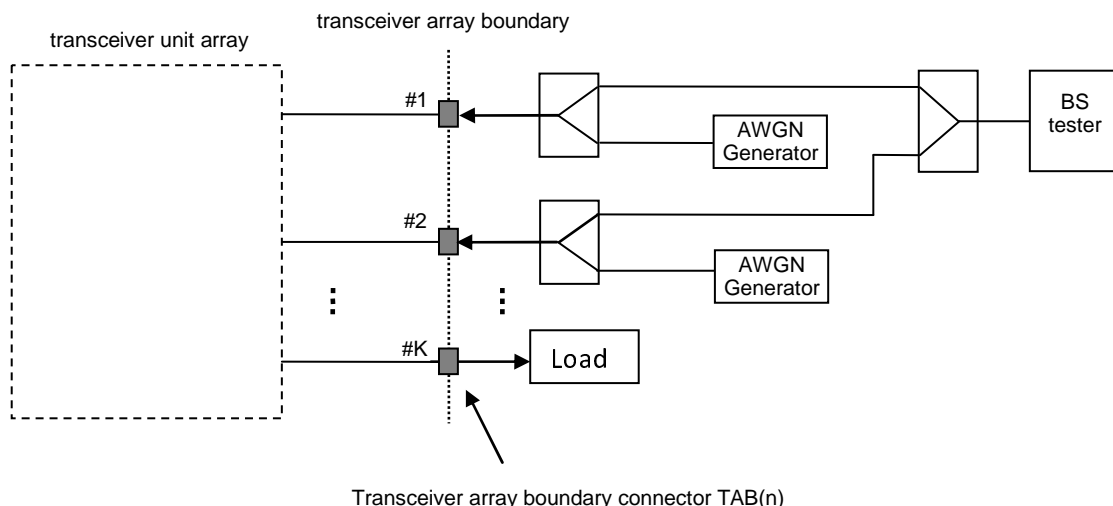 transceiver array boundary
transceiver unit array
#1
BS
tester
AWGN
Generator
#2
AWGN
Generator
#K
Load
Transceiver array boundary connector TAB(n)